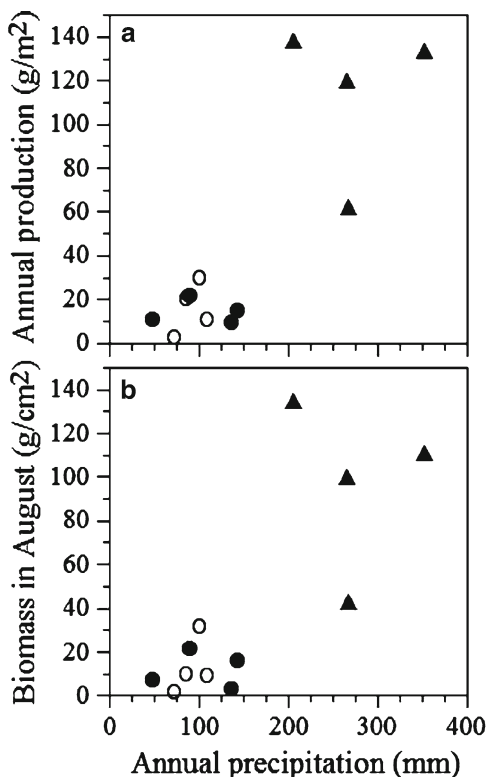 a
Annual production (g/m²)
140
120
100
80
60
40
20
0
b
Biomass in August (g/cm²)
140
120
100
80
60
40
20
0
0 100 200 300 400
Annual precipitation (mm)